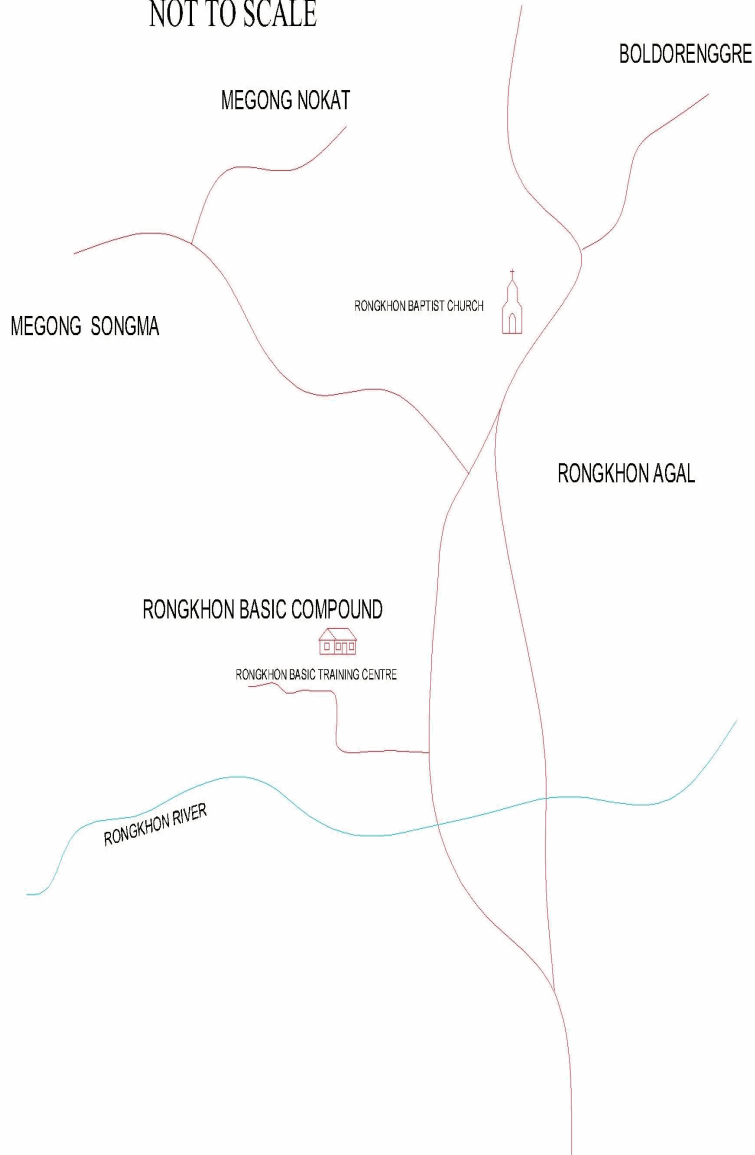 NOT TO SCALE
BOLDORENGGRE
MEGONG NOKAT
RONGKHON BAPTIST CHURCH
MEGONG SONGMA
RONGKHON AGAL
RONGKHON BASIC COMPOUND
RONGKHON BASIC TRAINING CENTRE
RONGKHON RIVER